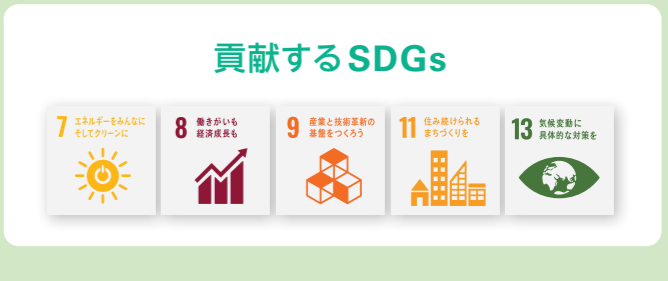 貢献するSDGs
7 エネルギーをみんなに
そしてクリーンに
8 働きがいも
経済成長も
9 産業と技術革新の
基盤をつくろう
11 住み続けられる
まちづくりを
13 気候変動に
具体的な対策を